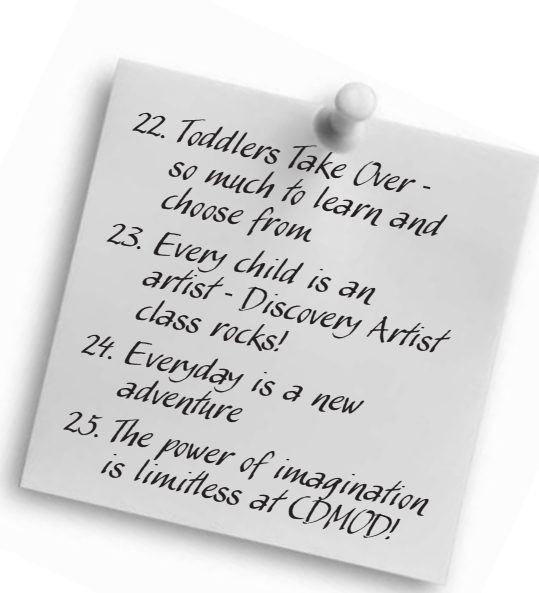 22. Toddlers Take Over -
so much to learn and
choose from
23. Every child is an
artist - Discovery Artist
class rocks!
24. Everyday is a new
adventure
25. The power of imagination
is limitless at CDMOD!